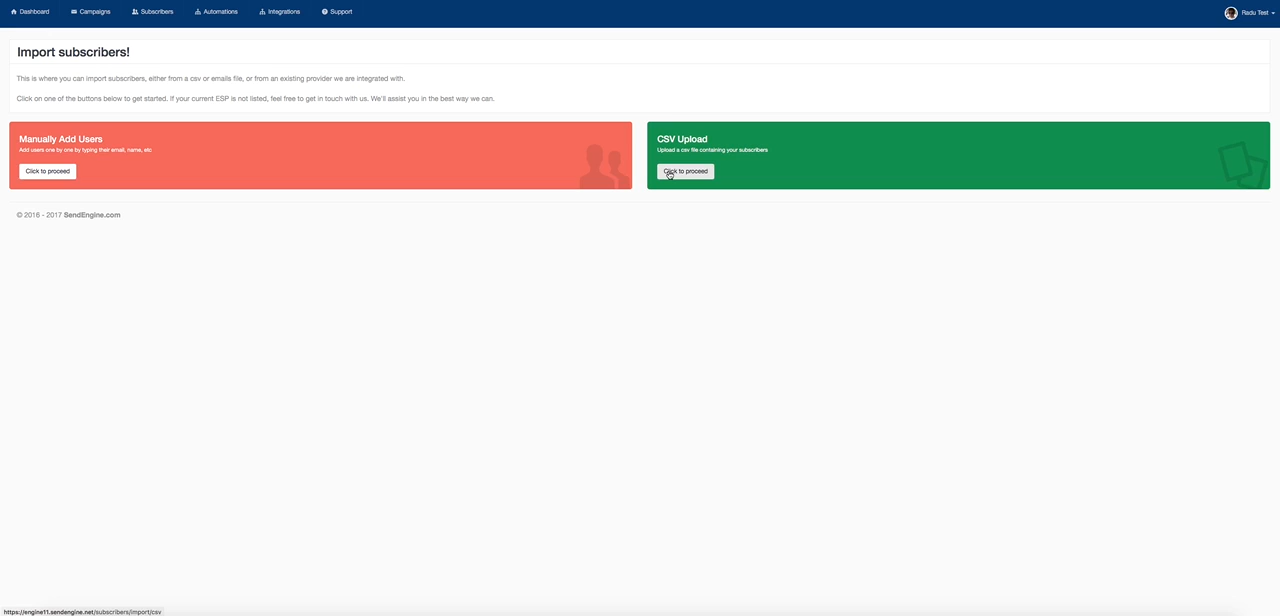 Dashboard
Campaigns
Subscribers
Automations
Integrations
Support
Radu Test
Import subscribers!
This is where you can import subscribers, either from a csv or emails file, or from an existing provider we are integrated with.
Click on one of the buttons below to get started. If your current ESP is not listed, feel free to get in touch with us. We'll assist you in the best way we can.
Manually Add Users
Add users one by one by typing their email, name, etc
Click to proceed
CSV Upload
Upload a csv file containing your subscribers
Click to proceed
© 2016 - 2017 SendEngine.com
https://engine11.sendengine.net/subscribers/import/csv